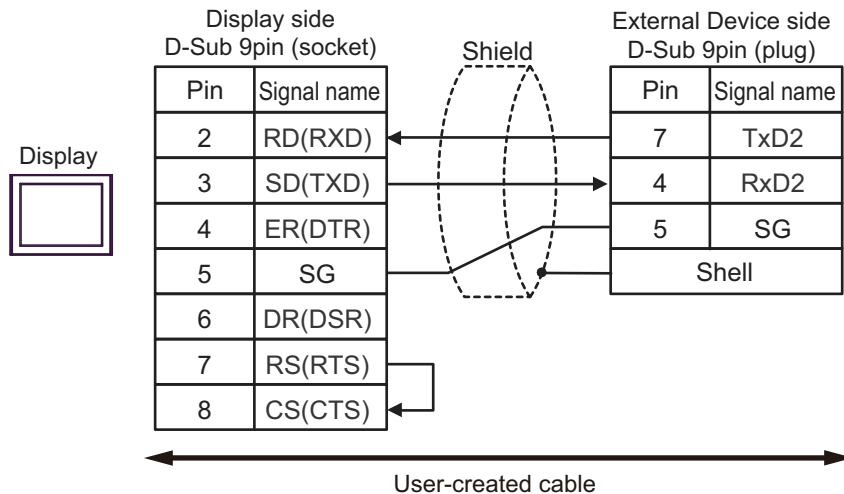 Display side
D-Sub 9pin (socket)
External Device side
D-Sub 9pin (plug)
Shield
Display
Pin Signal name
2 RD(RXD)
3 SD(TXD)
4 ER(DTR)
5 SG
6 DR(DSR)
7 RS(RTS)
8 CS(CTS)
Pin Signal name
7 TxD2
4 RxD2
5 SG
Shell
User-created cable